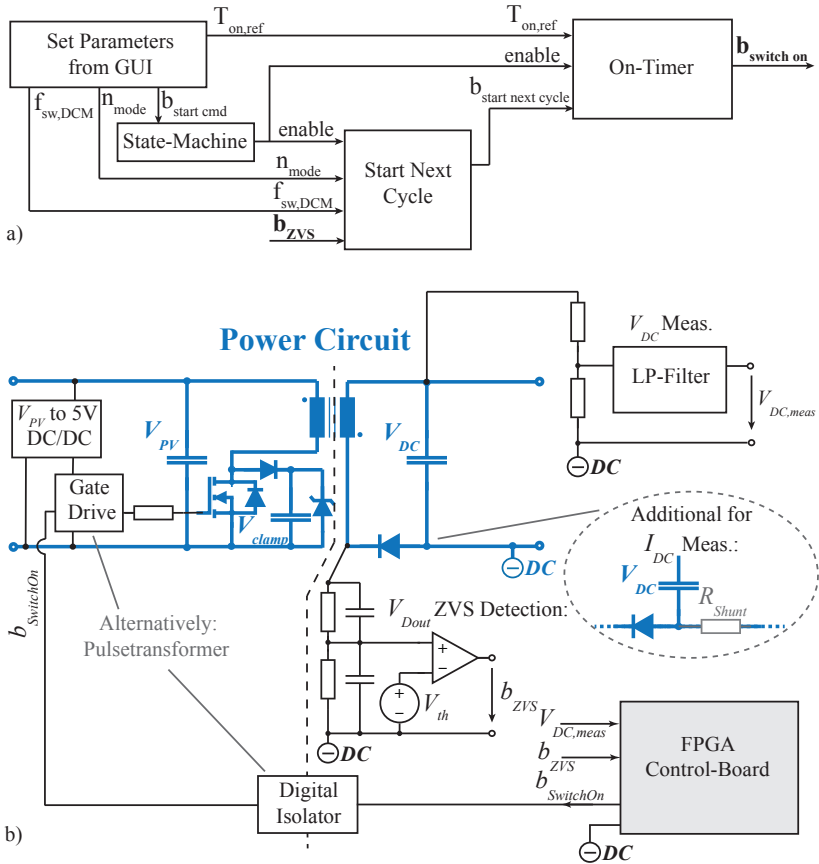 Set Parameters
from GUI
T_on,ref
T_on,ref
enable
On-Timer
b_switch on
f_sw,DCM
n_mode
b_start cmd
b_start next cycle
State-Machine
enable
n_mode
f_sw,DCM
b_ZVS
Start Next
Cycle
a)
Power Circuit
V_DC Meas.
LP-Filter
V_DC,meas
DC
V_PV to 5V
DC/DC
V_PV
V_DC
Gate
Drive
V_clamp
DC
Additional for
I_DC Meas.:
V_DC
R_Shunt
b_SwitchOn
Alternatively:
Pulsetransformer
V_Dout
ZVS Detection:
+
−
+
−
V_th
b_ZVS
DC
V_DC,meas
b_ZVS
b_SwitchOn
FPGA
Control-Board
Digital
Isolator
DC
b)